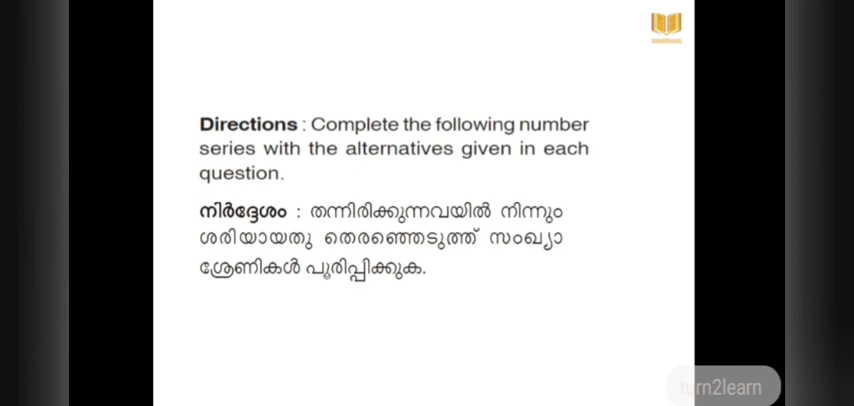 Directions : Complete the following number
series with the alternatives given in each
question.
നിർദ്ദേശം : തന്നിരിക്കുന്നവയിൽ നിന്നും
ശരിയായതു തെരഞ്ഞെടുത്ത് സംഖ്യാ
ശ്രേണികൾ പൂരിപ്പിക്കുക.
turn2learn